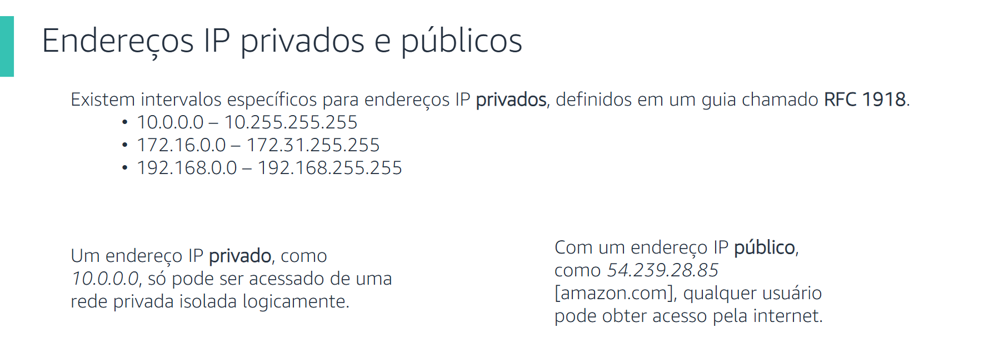 Endereços IP privados e públicos
Existem intervalos específicos para endereços IP privados, definidos em um guia chamado RFC 1918.
• 10.0.0.0 – 10.255.255.255
• 172.16.0.0 – 172.31.255.255
• 192.168.0.0 – 192.168.255.255
Um endereço IP privado, como
10.0.0.0, só pode ser acessado de uma
rede privada isolada logicamente.
Com um endereço IP público,
como 54.239.28.85
[amazon.com], qualquer usuário
pode obter acesso pela internet.